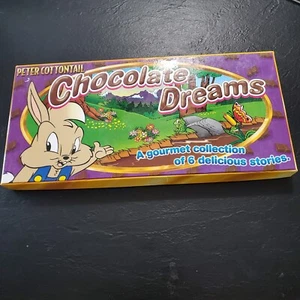 PETER COTTONTAIL
Chocolate
Dreams
A gourmet collection
of 6 delicious stories.